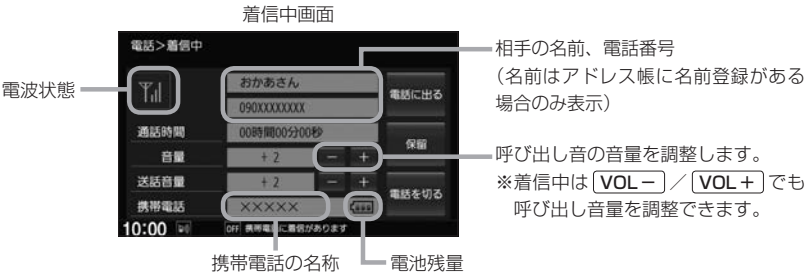 着信中画面
電話>着信中
相手の名前、電話番号
(名前はアドレス帳に名前登録がある
場合のみ表示)
電波状態
おかあさん
090XXXXXXXX
電話に出る
通話時間 00時間00分00秒
保留
音量 +2 − +
呼び出し音の音量を調整します。
※着信中は VOL− / VOL+ でも
呼び出し音量を調整できます。
送話音量 +2 − +
電話を切る
携帯電話 ×××××
10:00 OFF 携帯電話に着信があります
携帯電話の名称
電池残量